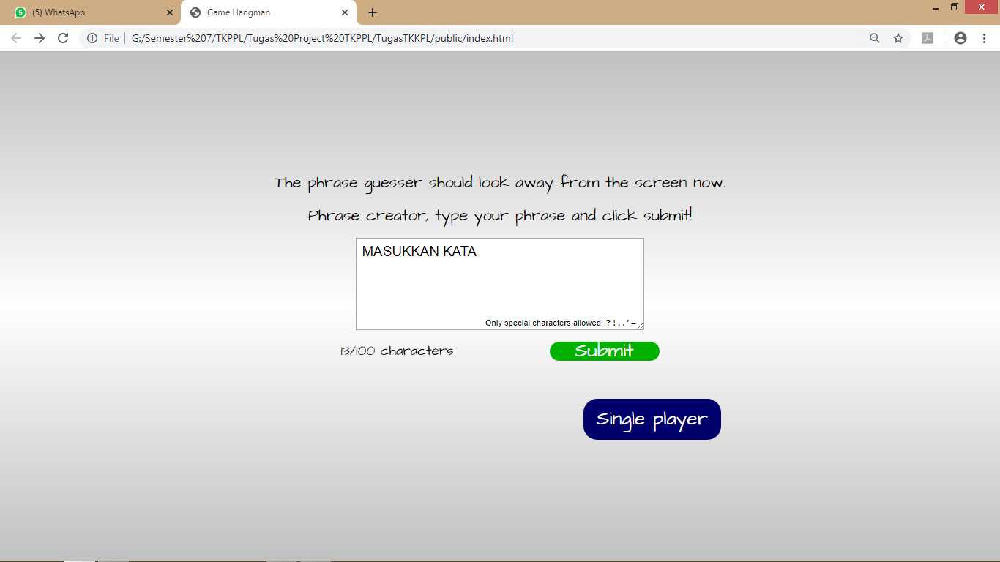 (5) WhatsApp
Game Hangman
File
G:/Semester%207/TKPPL/Tugas%20Project%20TKPPL/TugasTKKPL/public/index.html
The phrase guesser should look away from the screen now.
Phrase creator, type your phrase and click submit!
MASUKKAN KATA
Only special characters allowed: ? ! , . ' –
13/100 characters
Submit
Single player